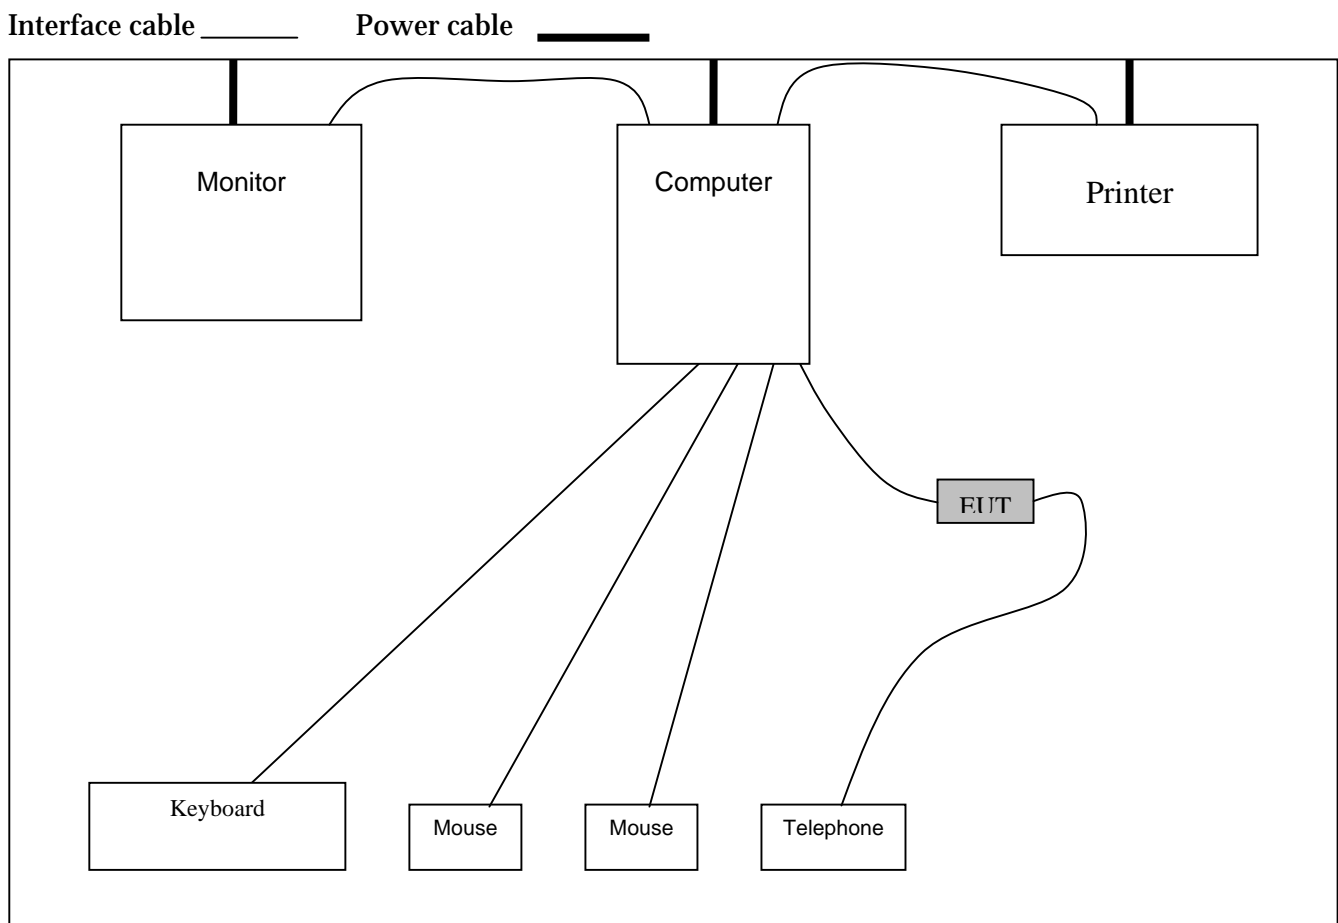 Interface cable Power cable
Monitor
Computer
Printer
EUT
Keyboard
Mouse
Mouse
Telephone